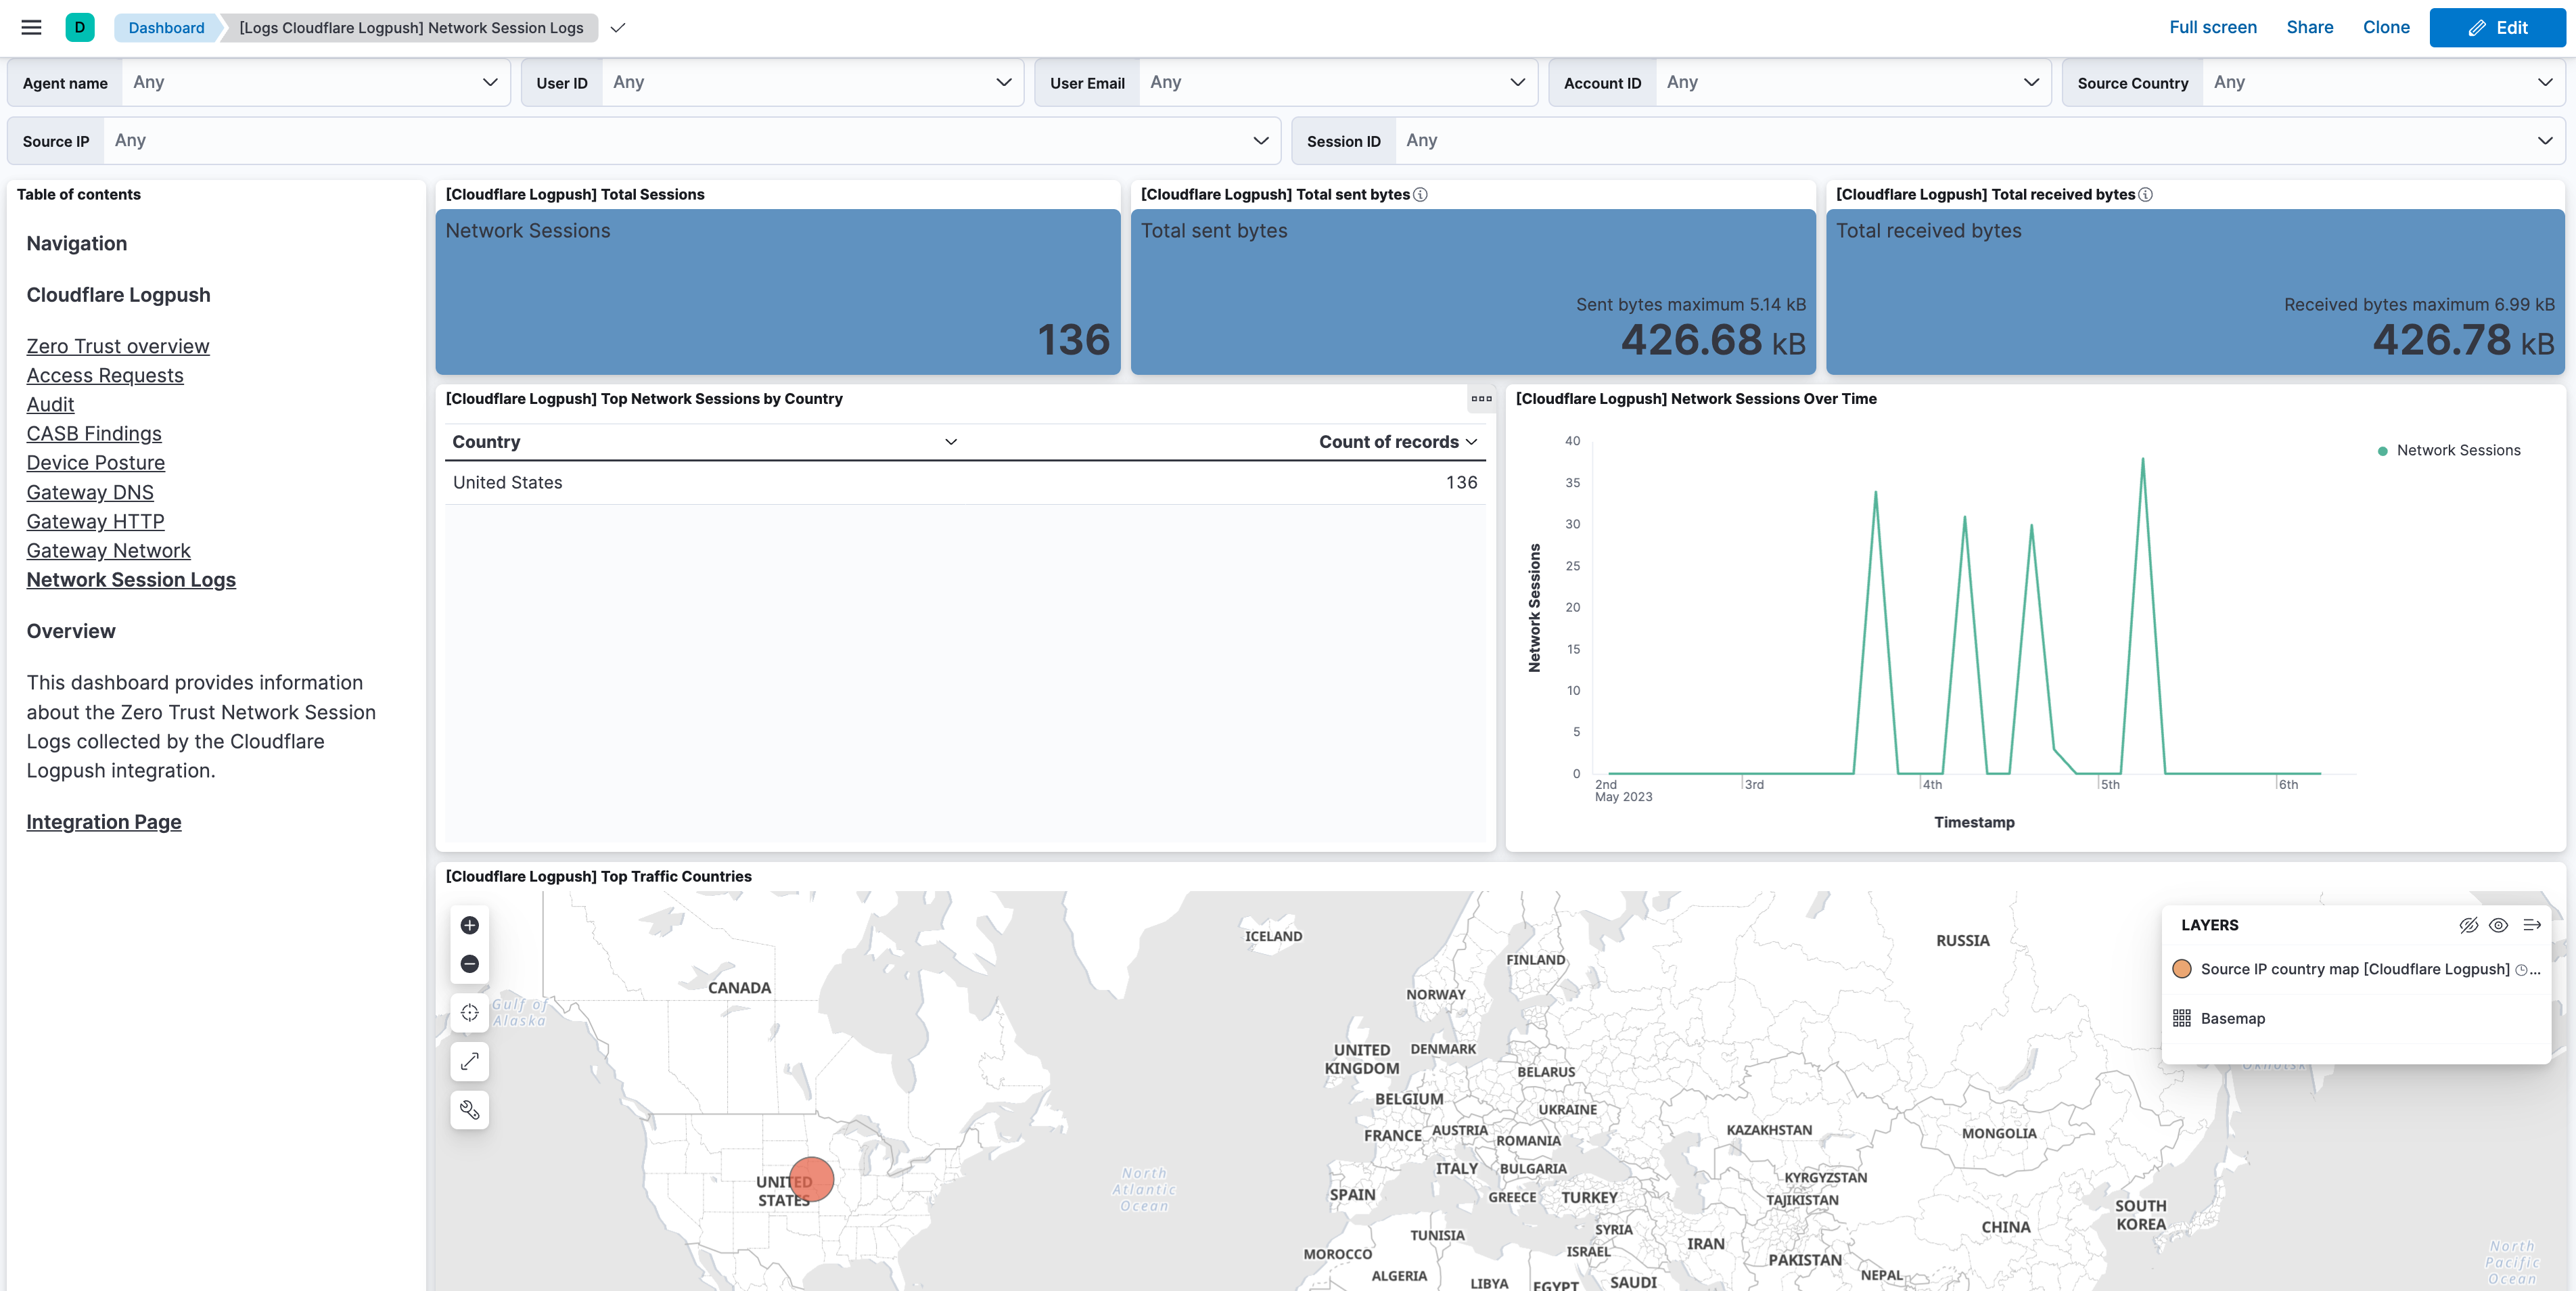 D Dashboard [Logs Cloudflare Logpush] Network Session Logs Full screen Share Clone Edit
Agent name Any User ID Any User Email Any Account ID Any Source Country Any
Source IP Any Session ID Any
Table of contents
Navigation
Cloudflare Logpush
Zero Trust overview
Access Requests
Audit
CASB Findings
Device Posture
Gateway DNS
Gateway HTTP
Gateway Network
Network Session Logs
Overview
This dashboard provides information
about the Zero Trust Network Session
Logs collected by the Cloudflare
Logpush integration.
Integration Page
[Cloudflare Logpush] Total Sessions
Network Sessions
136
[Cloudflare Logpush] Total sent bytes
Total sent bytes
Sent bytes maximum 5.14 kB
426.68 kB
[Cloudflare Logpush] Total received bytes
Total received bytes
Received bytes maximum 6.99 kB
426.78 kB
[Cloudflare Logpush] Top Network Sessions by Country
Country Count of records
United States 136
[Cloudflare Logpush] Network Sessions Over Time
Network Sessions
40
35
30
25
20
15
10
5
0
Network Sessions
2nd 3rd 4th 5th 6th
May 2023
Timestamp
[Cloudflare Logpush] Top Traffic Countries
LAYERS
Source IP country map [Cloudflare Logpush] ...
Basemap
ICELAND
RUSSIA
FINLAND
CANADA
NORWAY
Gulf of
Alaska
UNITED
KINGDOM
DENMARK
Okhotsk
BELARUS
BELGIUM
UKRAINE
FRANCE
AUSTRIA
ROMANIA
KAZAKHSTAN
MONGOLIA
ITALY
BULGARIA
North
Atlantic
Ocean
UNITED
STATES
SPAIN
GREECE
TURKEY
KYRGYZSTAN
TAJIKISTAN
SOUTH
KOREA
CHINA
TUNISIA
SYRIA
MOROCCO
ISRAEL
IRAN
PAKISTAN
North
Pacific
Ocean
ALGERIA
LIBYA
EGYPT
SAUDI
NEPAL